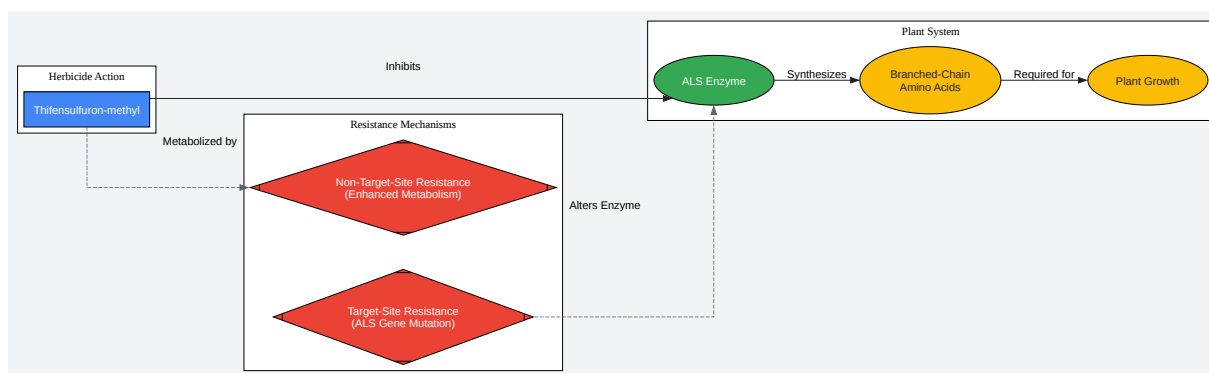 Plant System
Inhibits
Herbicide Action
Thifensulfuron-methyl
ALS Enzyme
Synthesizes
Branched-Chain
Amino Acids
Required for
Plant Growth
Metabolized by
Resistance Mechanisms
Non-Target-Site Resistance
(Enhanced Metabolism)
Alters Enzyme
Target-Site Resistance
(ALS Gene Mutation)